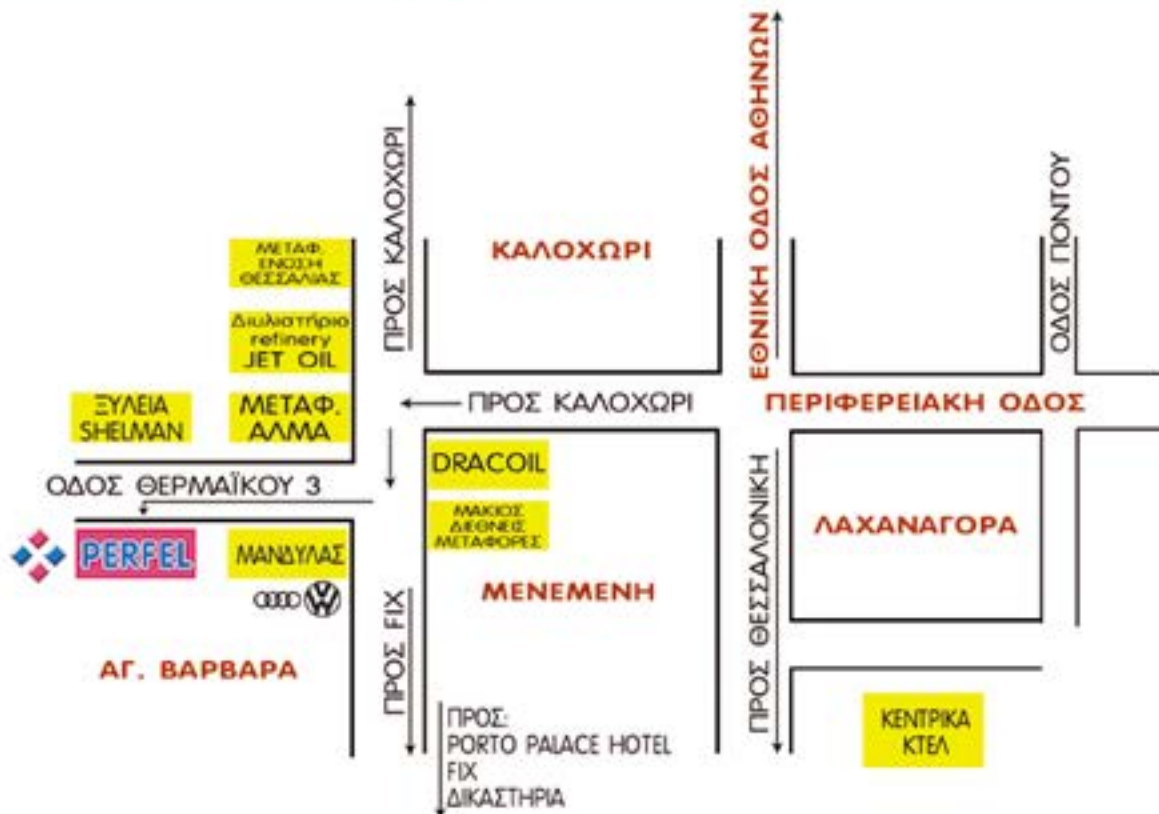 ΠΡΟΣ ΚΑΛΟΧΩΡΙ
ΕΘΝΙΚΗ ΟΔΟΣ ΑΘΗΝΩΝ
ΟΔΟΣ ΠΟΝΤΟΥ
ΜΕΤΑΦ.
ΕΝΩΣΗ
ΘΕΣΣΑΛΙΑΣ
ΚΑΛΟΧΩΡΙ
Διυλιστήριο
refinery
JET OIL
ΞΥΛΕΙΑ
SHELMAN
ΜΕΤΑΦ.
ΑΛΜΑ
ΠΡΟΣ ΚΑΛΟΧΩΡΙ
ΠΕΡΙΦΕΡΕΙΑΚΗ ΟΔΟΣ
ΟΔΟΣ ΘΕΡΜΑΪΚΟΥ 3
DRACOIL
ΜΑΚΙΟΣ
ΔΙΕΘΝΕΙΣ
ΜΕΤΑΦΟΡΕΣ
ΠΡΟΣ ΘΕΣΣΑΛΟΝΙΚΗ
ΛΑΧΑΝΑΓΟΡΑ
PERFEL
ΜΑΝΔΥΛΑΣ
ΜΕΝΕΜΕΝΗ
ΠΡΟΣ FIX
ΑΓ. ΒΑΡΒΑΡΑ
ΠΡΟΣ:
PORTO PALACE HOTEL
FIX
ΔΙΚΑΣΤΗΡΙΑ
ΚΕΝΤΡΙΚΑ
ΚΤΕΛ